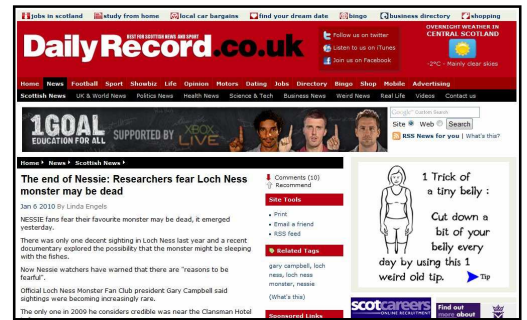 jobs in scotland study from home local car bargains find your dream date bingo business directory shopping
BEST FOR SCOTTISH NEWS AND SPORT
DailyRecord.co.uk
Follow us on twitter
Listen to us on iTunes
Join us on Facebook
OVERNIGHT WEATHER IN
CENTRAL SCOTLAND
-2°C - Mainly clear skies
Home News Football Sport Showbiz Life Opinion Motors Dating Jobs Directory Bingo Shop Mobile Advertising
Scottish News UK & World News Politics News Health News Science & Tech Business News Weird News Real Life Videos Contact us
1GOAL
EDUCATION FOR ALL
SUPPORTED BY XBOX LIVE
Google Custom Search
Site Web Search
RSS News for you | What's this?
Home News Scottish News
The end of Nessie: Researchers fear Loch Ness
monster may be dead
Jan 6 2010 By Linda Engels
NESSIE fans fear their favourite monster may be dead, it emerged
yesterday.
There was only one decent sighting in Loch Ness last year and a recent
documentary explored the possibility that the monster might be sleeping
with the fishes.
Now Nessie watchers have warned that there are "reasons to be
fearful".
Official Loch Ness Monster Fan Club president Gary Campbell said
sightings were becoming increasingly rare.
The only one in 2009 he considers credible was near the Clansman Hotel
Comments (10)
Recommend
Site Tools
Print
Email a friend
RSS feed
Related Tags
gary campbell, loch
ness, loch ness
monster, nessie
(What's this)
Sponsored Links
1 Trick of
a tiny belly :
Cut down a
bit of your
belly every
day by using this 1
weird old tip.
Tip
scotcareers
ONLINE RECRUITMENT
Find out
more about